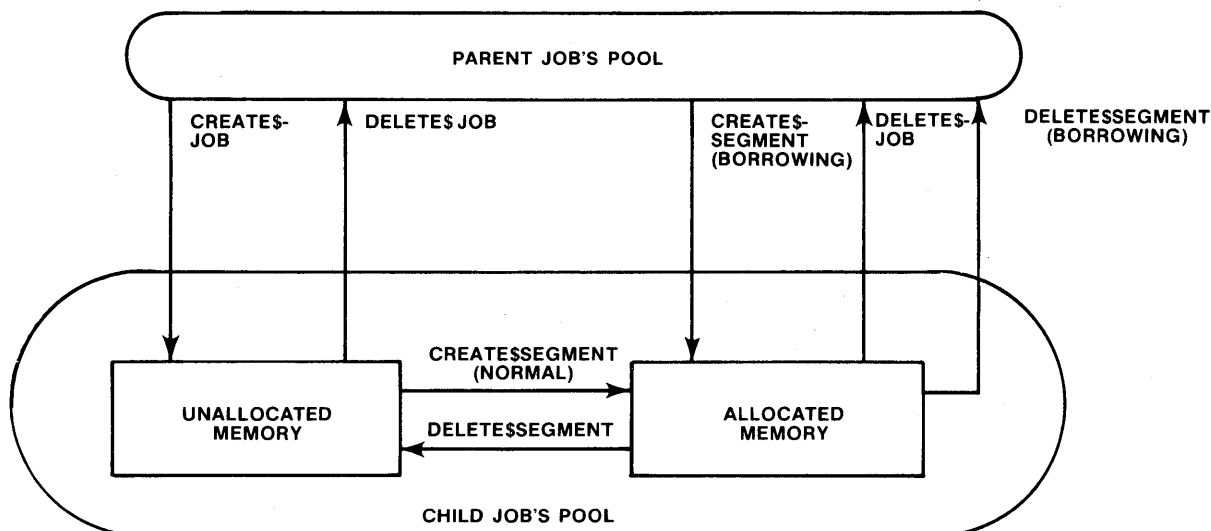 PARENT JOB'S POOL
CREATE$-
JOB
DELETE$ JOB
CREATE$-
SEGMENT
(BORROWING)
DELETE$-
JOB
DELETE$SEGMENT
(BORROWING)
CREATE$SEGMENT
(NORMAL)
UNALLOCATED
MEMORY
DELETE$SEGMENT
ALLOCATED
MEMORY
CHILD JOB'S POOL